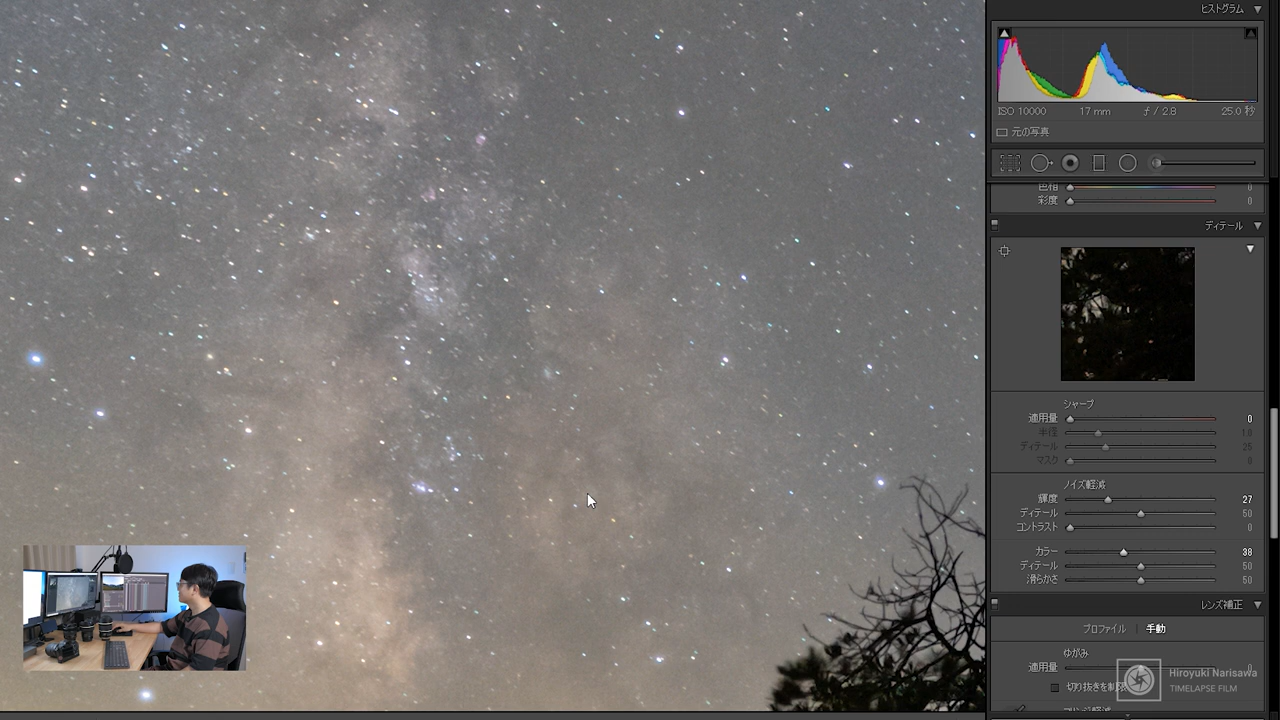 ヒストグラム
ISO 10000 17 mm ƒ / 2.8 25.0 秒
元の写真
色相 0
彩度 0
ディテール
シャープ
適用量 0
半径 1.0
ディテール 25
マスク 0
ノイズ軽減
輝度 27
ディテール 50
コントラスト 0
カラー 38
ディテール 50
滑らかさ 50
レンズ補正
プロファイル | 手動
ゆがみ
適用量 0
切り抜きを制限
Hiroyuki Narisawa
TIMELAPSE FILM